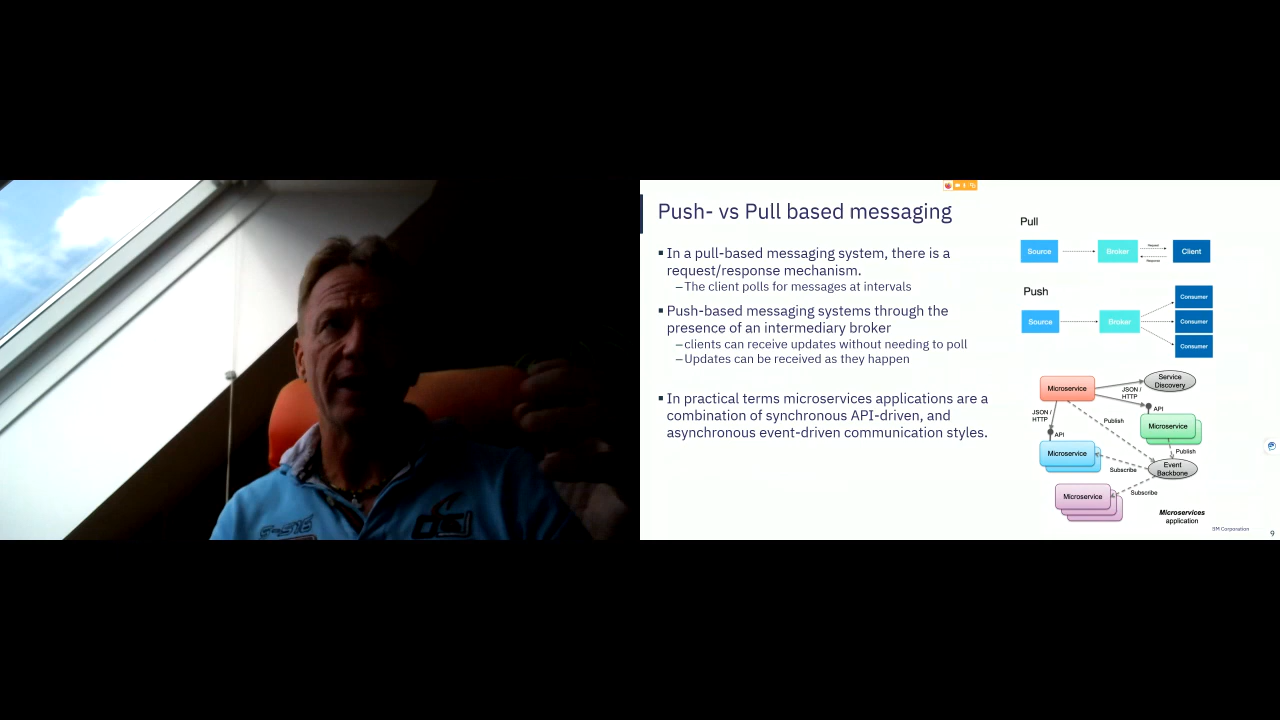 Push- vs Pull based messaging
▪ In a pull-based messaging system, there is a
request/response mechanism.
–The client polls for messages at intervals
▪ Push-based messaging systems through the
presence of an intermediary broker
–clients can receive updates without needing to poll
–Updates can be received as they happen
▪ In practical terms microservices applications are a
combination of synchronous API-driven, and
asynchronous event-driven communication styles.
Pull
Source
Broker
Request
Response
Client
Push
Source
Broker
Consumer
Consumer
Consumer
Microservice
Service
Discovery
JSON /
HTTP
API
JSON /
HTTP
API
Publish
Microservice
Publish
Microservice
Subscribe
Event
Backbone
Microservice
Subscribe
Microservices
application
BM Corporation
9